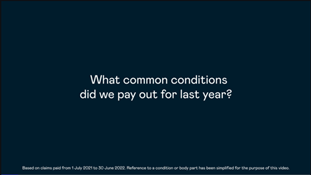 What common conditions
did we pay out for last year?
Based on claims paid from 1 July 2021 to 30 June 2022. Reference to a condition or body part has been simplified for the purpose of this video.